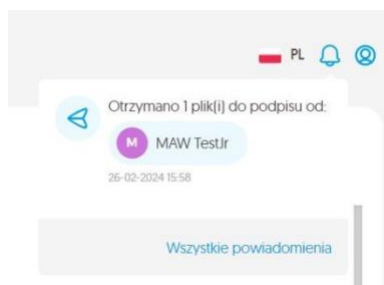 PL
Otrzymano 1 plik(i) do podpisu od:
M MAW TestJr
26-02-2024 15:58
Wszystkie powiadomienia